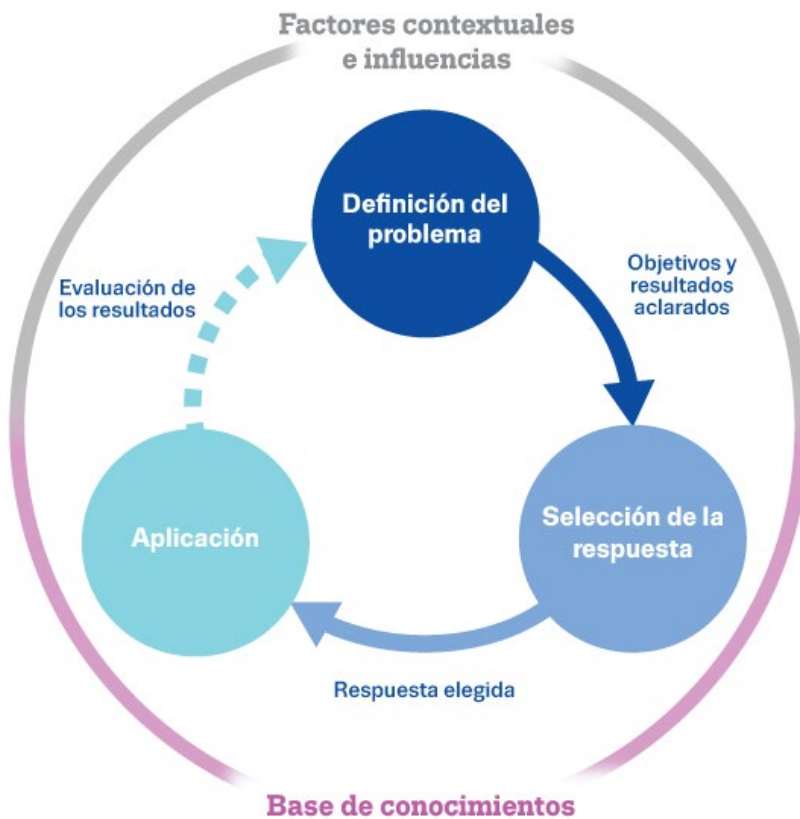 Factores contextuales
e influencias
Definición del
problema
Evaluación de
los resultados
Objetivos y
resultados
aclarados
Aplicación
Selección de la
respuesta
Respuesta elegida
Base de conocimientos